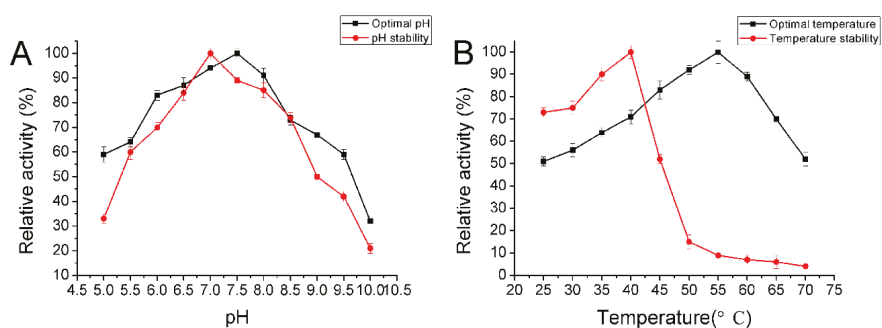 A
Optimal pH
pH stability
Relative activity (%)
100
90
80
70
60
50
40
30
20
10
4.5 5.0 5.5 6.0 6.5 7.0 7.5 8.0 8.5 9.0 9.5 10.0 10.5
pH
B
Optimal temperature
Temperature stability
Relative activity (%)
100
90
80
70
60
50
40
30
20
10
0
20 25 30 35 40 45 50 55 60 65 70 75
Temperature(° C)